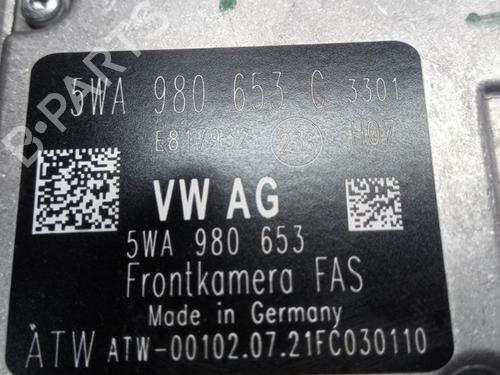 5WA 980 653 C 3301
H07
VW AG
5WA 980 653
Frontkamera FAS
Made in Germany
ATW ATW-00102.07.21FC030110
B-PARTS